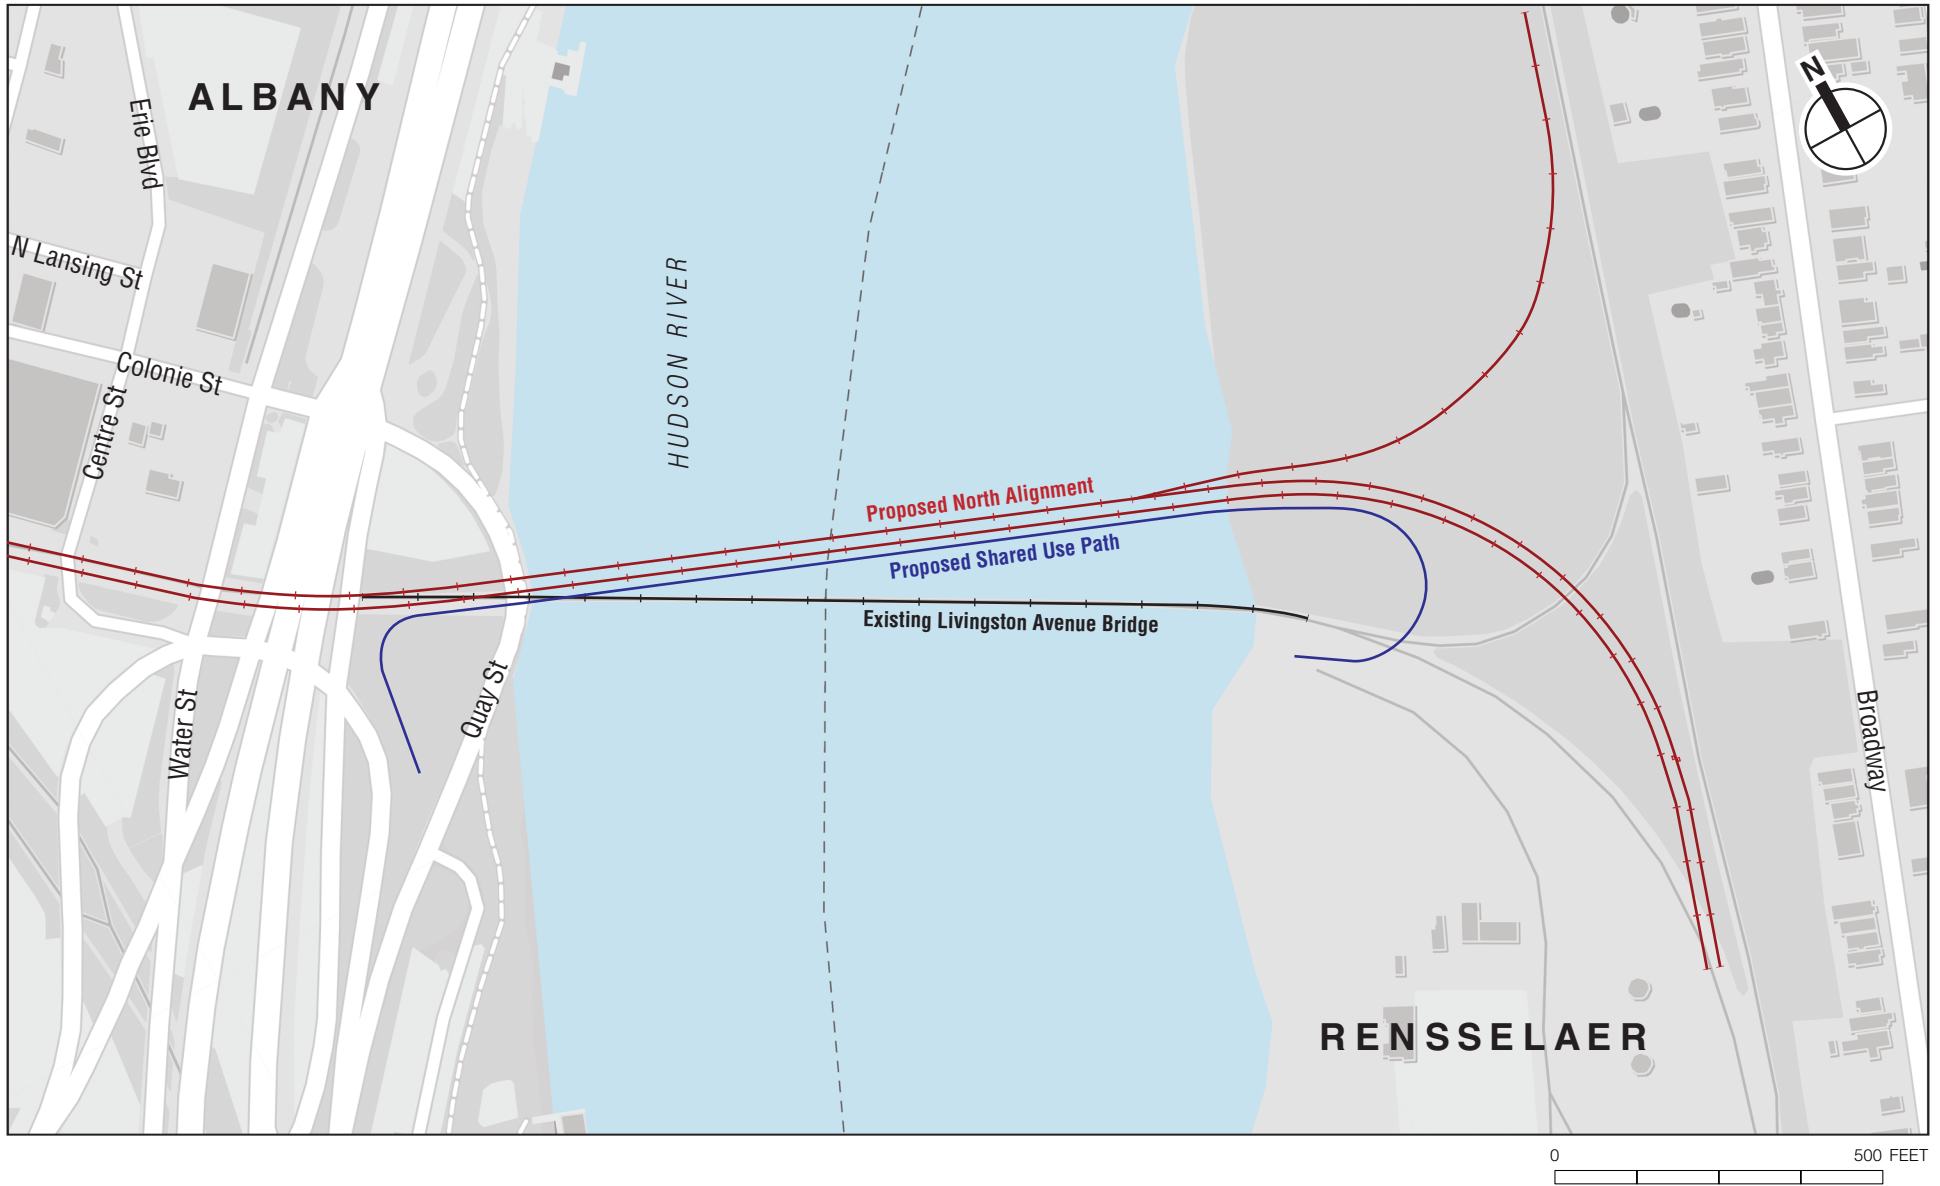 ALBANY
Erie Blvd
N
N Lansing St
HUDSON RIVER
Colonie St
Centre St
Proposed North Alignment
Proposed Shared Use Path
Existing Livingston Avenue Bridge
Quay St
Water St
Broadway
RENSSELAER
0 500 FEET